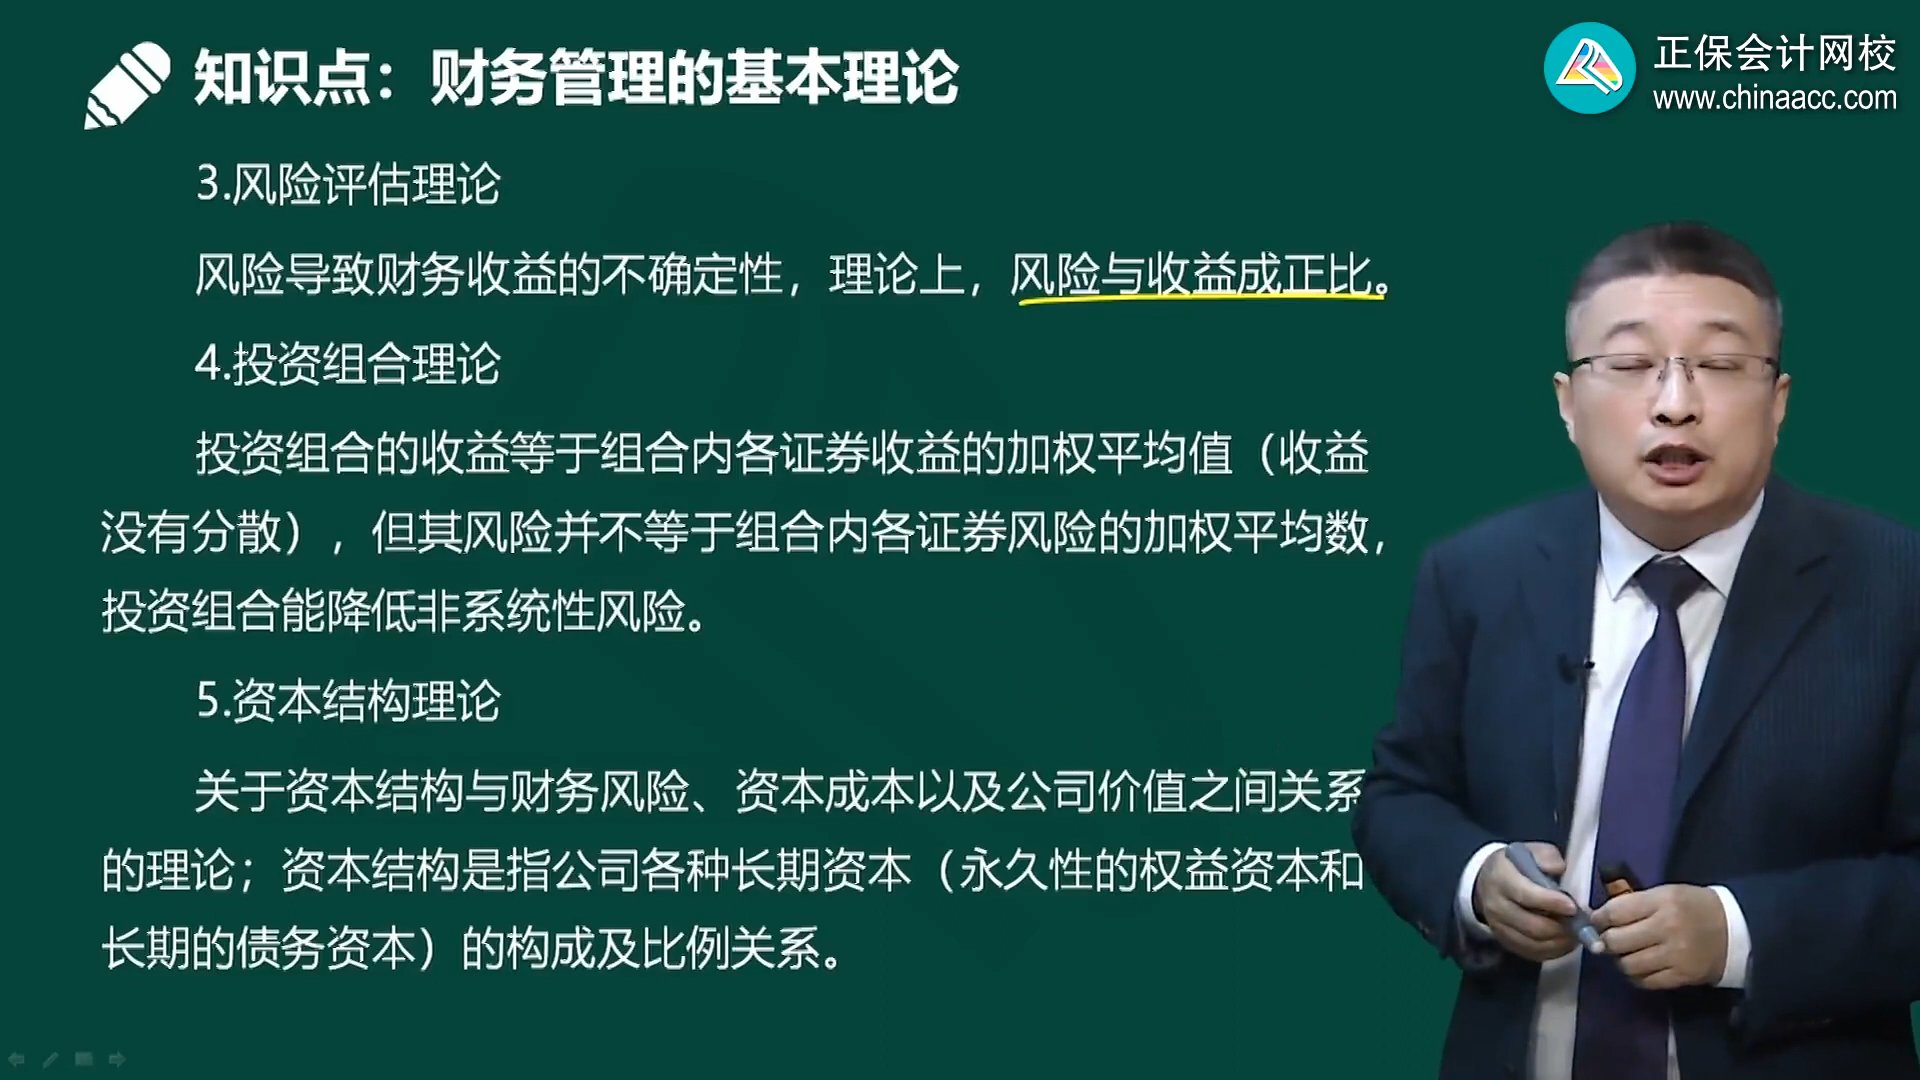 知识点：财务管理的基本理论
正保会计网校
www.chinaacc.com
3.风险评估理论
风险导致财务收益的不确定性，理论上，风险与收益成正比。
4.投资组合理论
投资组合的收益等于组合内各证券收益的加权平均值（收益
没有分散），但其风险并不等于组合内各证券风险的加权平均数，
投资组合能降低非系统性风险。
5.资本结构理论
关于资本结构与财务风险、资本成本以及公司价值之间关系
的理论；资本结构是指公司各种长期资本（永久性的权益资本和
长期的债务资本）的构成及比例关系。